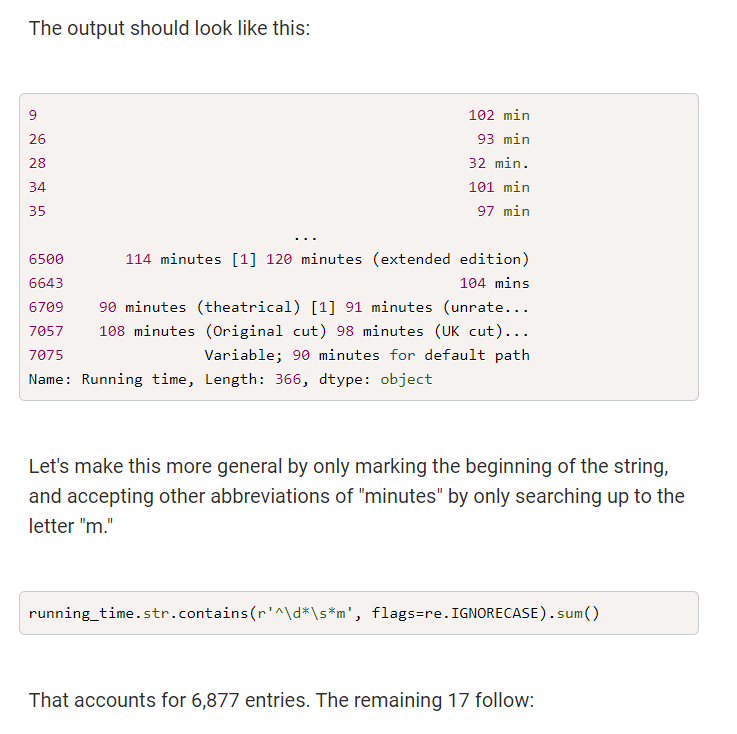 The output should look like this:
9 102 min
26 93 min
28 32 min.
34 101 min
35 97 min
...
6500 114 minutes [1] 120 minutes (extended edition)
6643 104 mins
6709 90 minutes (theatrical) [1] 91 minutes (unrate...
7057 108 minutes (Original cut) 98 minutes (UK cut)...
7075 Variable; 90 minutes for default path
Name: Running time, Length: 366, dtype: object
Let's make this more general by only marking the beginning of the string,
and accepting other abbreviations of "minutes" by only searching up to the
letter "m."
running_time.str.contains(r'^\d*\s*m', flags=re.IGNORECASE).sum()
That accounts for 6,877 entries. The remaining 17 follow: